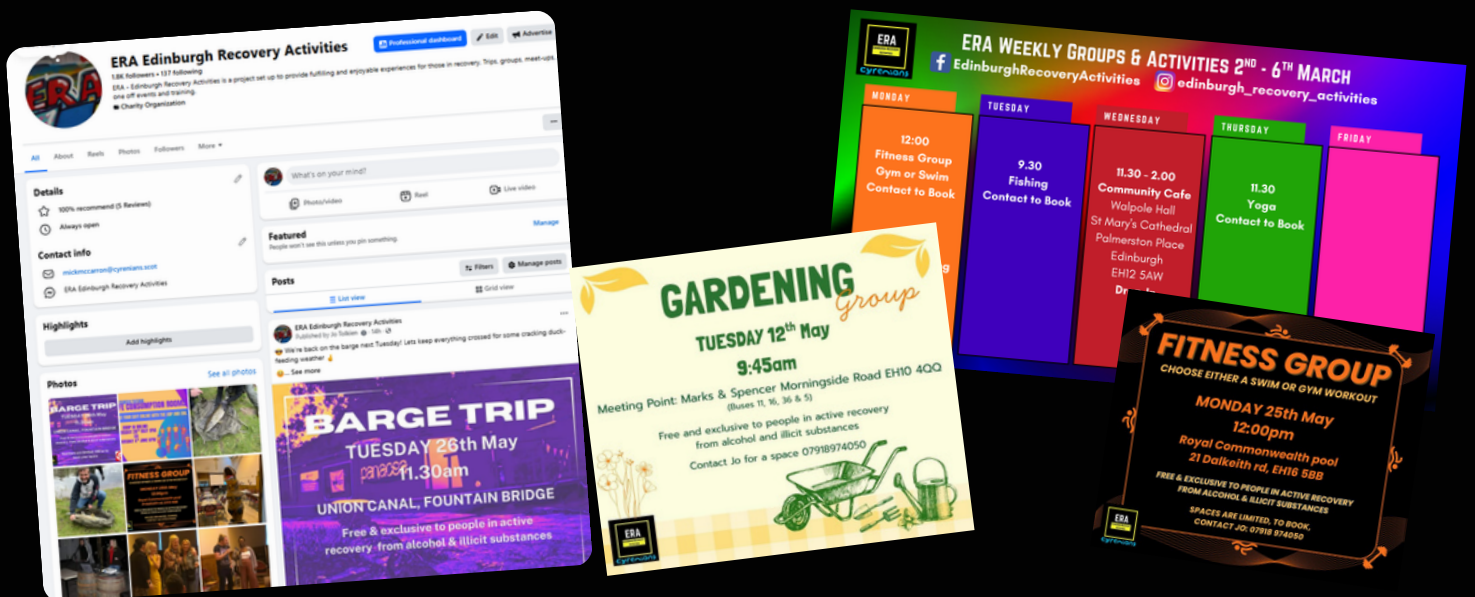 ERA Edinburgh Recovery Activities
1.8K followers • 137 following
ERA - Edinburgh Recovery Activities is a project set up to provide fulfilling and enjoyable experiences for those in recovery. Trips, groups, meet-ups,
one off events and training.
Charity Organization
Professional dashboard
Edit
Advertise
All About Reels Photos Followers More
Details
100% recommend (5 Reviews)
Always open
Contact info
mickmccarron@cyrenians.scot
ERA Edinburgh Recovery Activities
Highlights
Add highlights
Photos
See all photos
BARGE TRIP
FITNESS GROUP
What's on your mind?
Photo/video
Reel
Live video
Featured
Manage
People won't see this unless you pin something.
Posts
Filters
Manage posts
List view
Grid view
ERA Edinburgh Recovery Activities
Published by Jo Tolkien
We're back on the barge next Tuesday! Lets keep everything crossed for some cracking duck-
feeding weather
... See more
BARGE TRIP
TUESDAY 26th May
panacea
11.30am
UNION CANAL, FOUNTAIN BRIDGE
Free & exclusive to people in active
recovery from alcohol & illicit substances
GARDENING
Group
TUESDAY 12th May
9:45am
Meeting Point: Marks & Spencer Morningside Road EH10 4QQ
(Buses 11, 16, 36 & 5)
Free and exclusive to people in active recovery
from alcohol and illicit substances
Contact Jo for a space 07918974050
ERA
cyrenians
ERA
cyrenians
ERA WEEKLY GROUPS & ACTIVITIES 2ND - 6TH MARCH
EdinburghRecoveryActivities
edinburgh_recovery_activities
MONDAY
12:00
Fitness Group
Gym or Swim
Contact to Book
TUESDAY
9.30
Fishing
Contact to Book
WEDNESDAY
11.30 - 2.00
Community Cafe
Walpole Hall
St Mary's Cathedral
Palmerston Place
Edinburgh
EH12 5AW
THURSDAY
11.30
Yoga
Contact to Book
FRIDAY
FITNESS GROUP
CHOOSE EITHER A SWIM OR GYM WORKOUT
MONDAY 25th May
12:00pm
Royal Commonwealth pool
21 Dalkeith rd, EH16 5BB
FREE & EXCLUSIVE TO PEOPLE IN ACTIVE RECOVERY
FROM ALCOHOL & ILLICIT SUBSTANCES
SPACES ARE LIMITED, TO BOOK,
CONTACT JO: 07918 974050
ERA
cyrenians